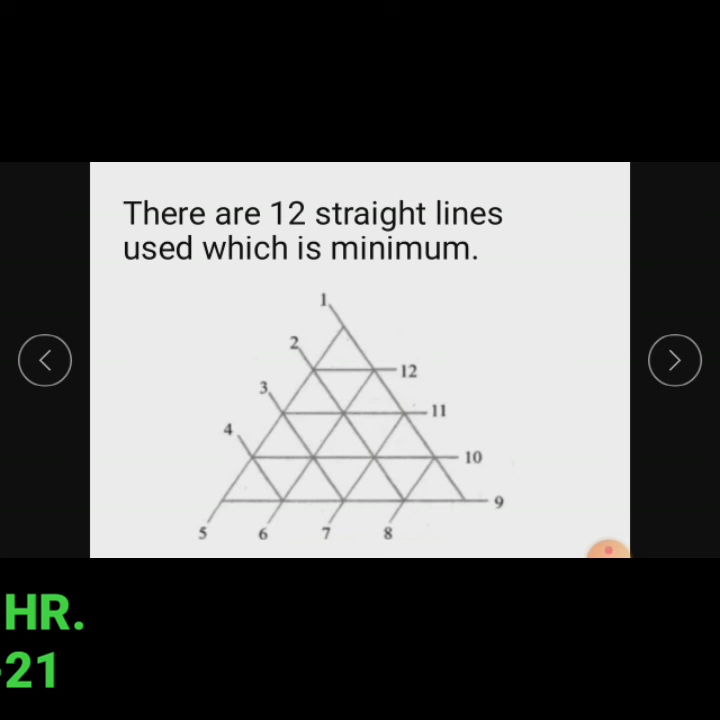 There are 12 straight lines
used which is minimum.
1
2
12
3
11
4
10
9
5 6 7 8
HR.
-21